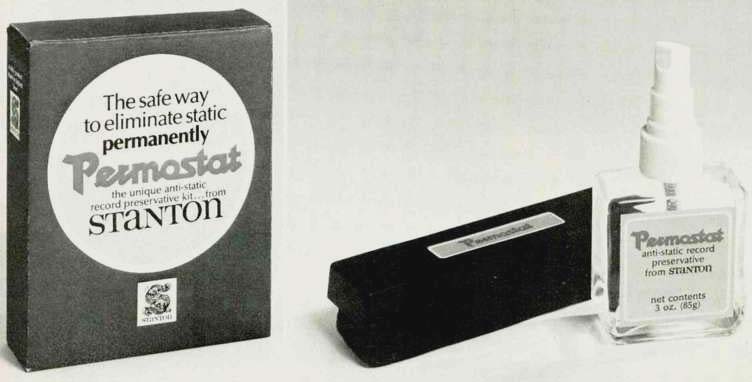 The safe way
to eliminate static
permanently
Permostat
the unique anti-static
record preservative kit...from
STANTON
S
STANTON
Permostat
Permostat
anti-static record
preservative
from STANTON
net contents
3 oz. (85g)